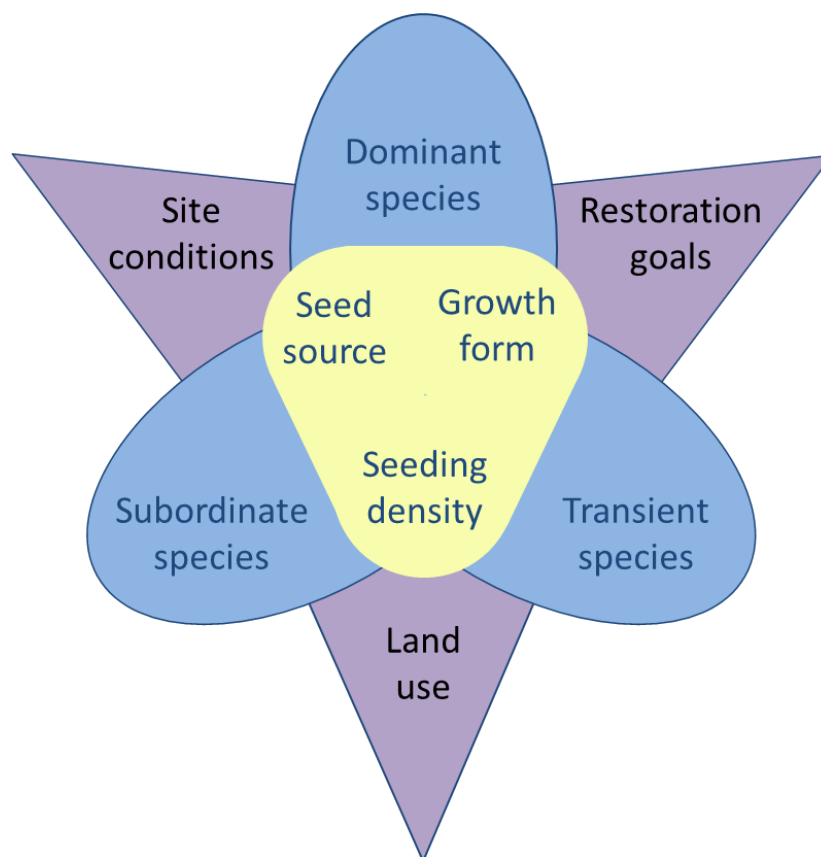 Dominant
species
Site
conditions
Restoration
goals
Seed
source
Growth
form
Seeding
density
Subordinate
species
Transient
species
Land
use